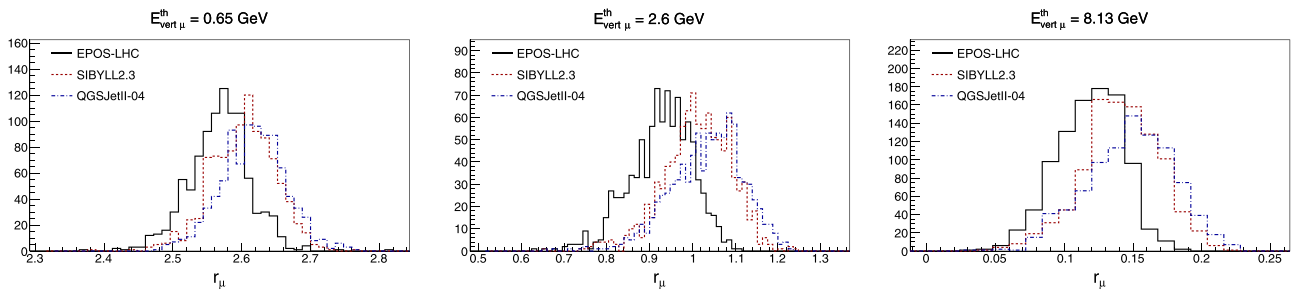 E^th_vert μ = 0.65 GeV
160
140
120
100
80
60
40
20
0
EPOS-LHC
SIBYLL2.3
QGSJetII-04
2.3 2.4 2.5 2.6 2.7 2.8
r_μ
E^th_vert μ = 2.6 GeV
90
80
70
60
50
40
30
20
10
0
EPOS-LHC
SIBYLL2.3
QGSJetII-04
0.5 0.6 0.7 0.8 0.9 1 1.1 1.2 1.3
r_μ
E^th_vert μ = 8.13 GeV
220
200
180
160
140
120
100
80
60
40
20
0
EPOS-LHC
SIBYLL2.3
QGSJetII-04
0 0.05 0.1 0.15 0.2 0.25
r_μ